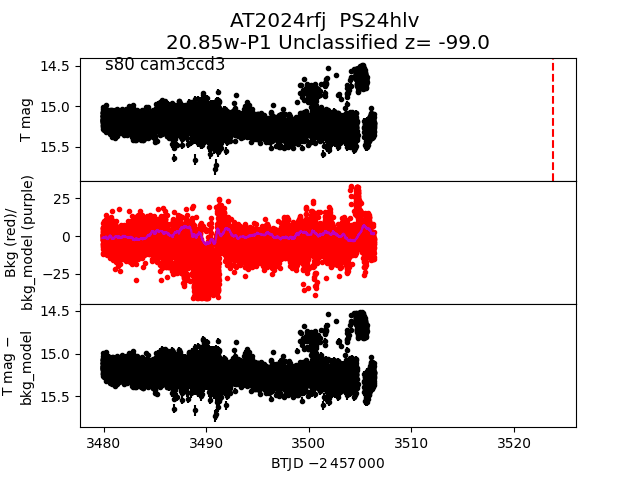 AT2024rfj  PS24hlv
20.85w-P1 Unclassified z= -99.0
s80 cam3ccd3
14.5
15.0
15.5
T mag
25
0
−25
Bkg (red)/
bkg_model (purple)
14.5
15.0
15.5
T mag −
bkg_model
3480 3490 3500 3510 3520
BTJD −2 457 000